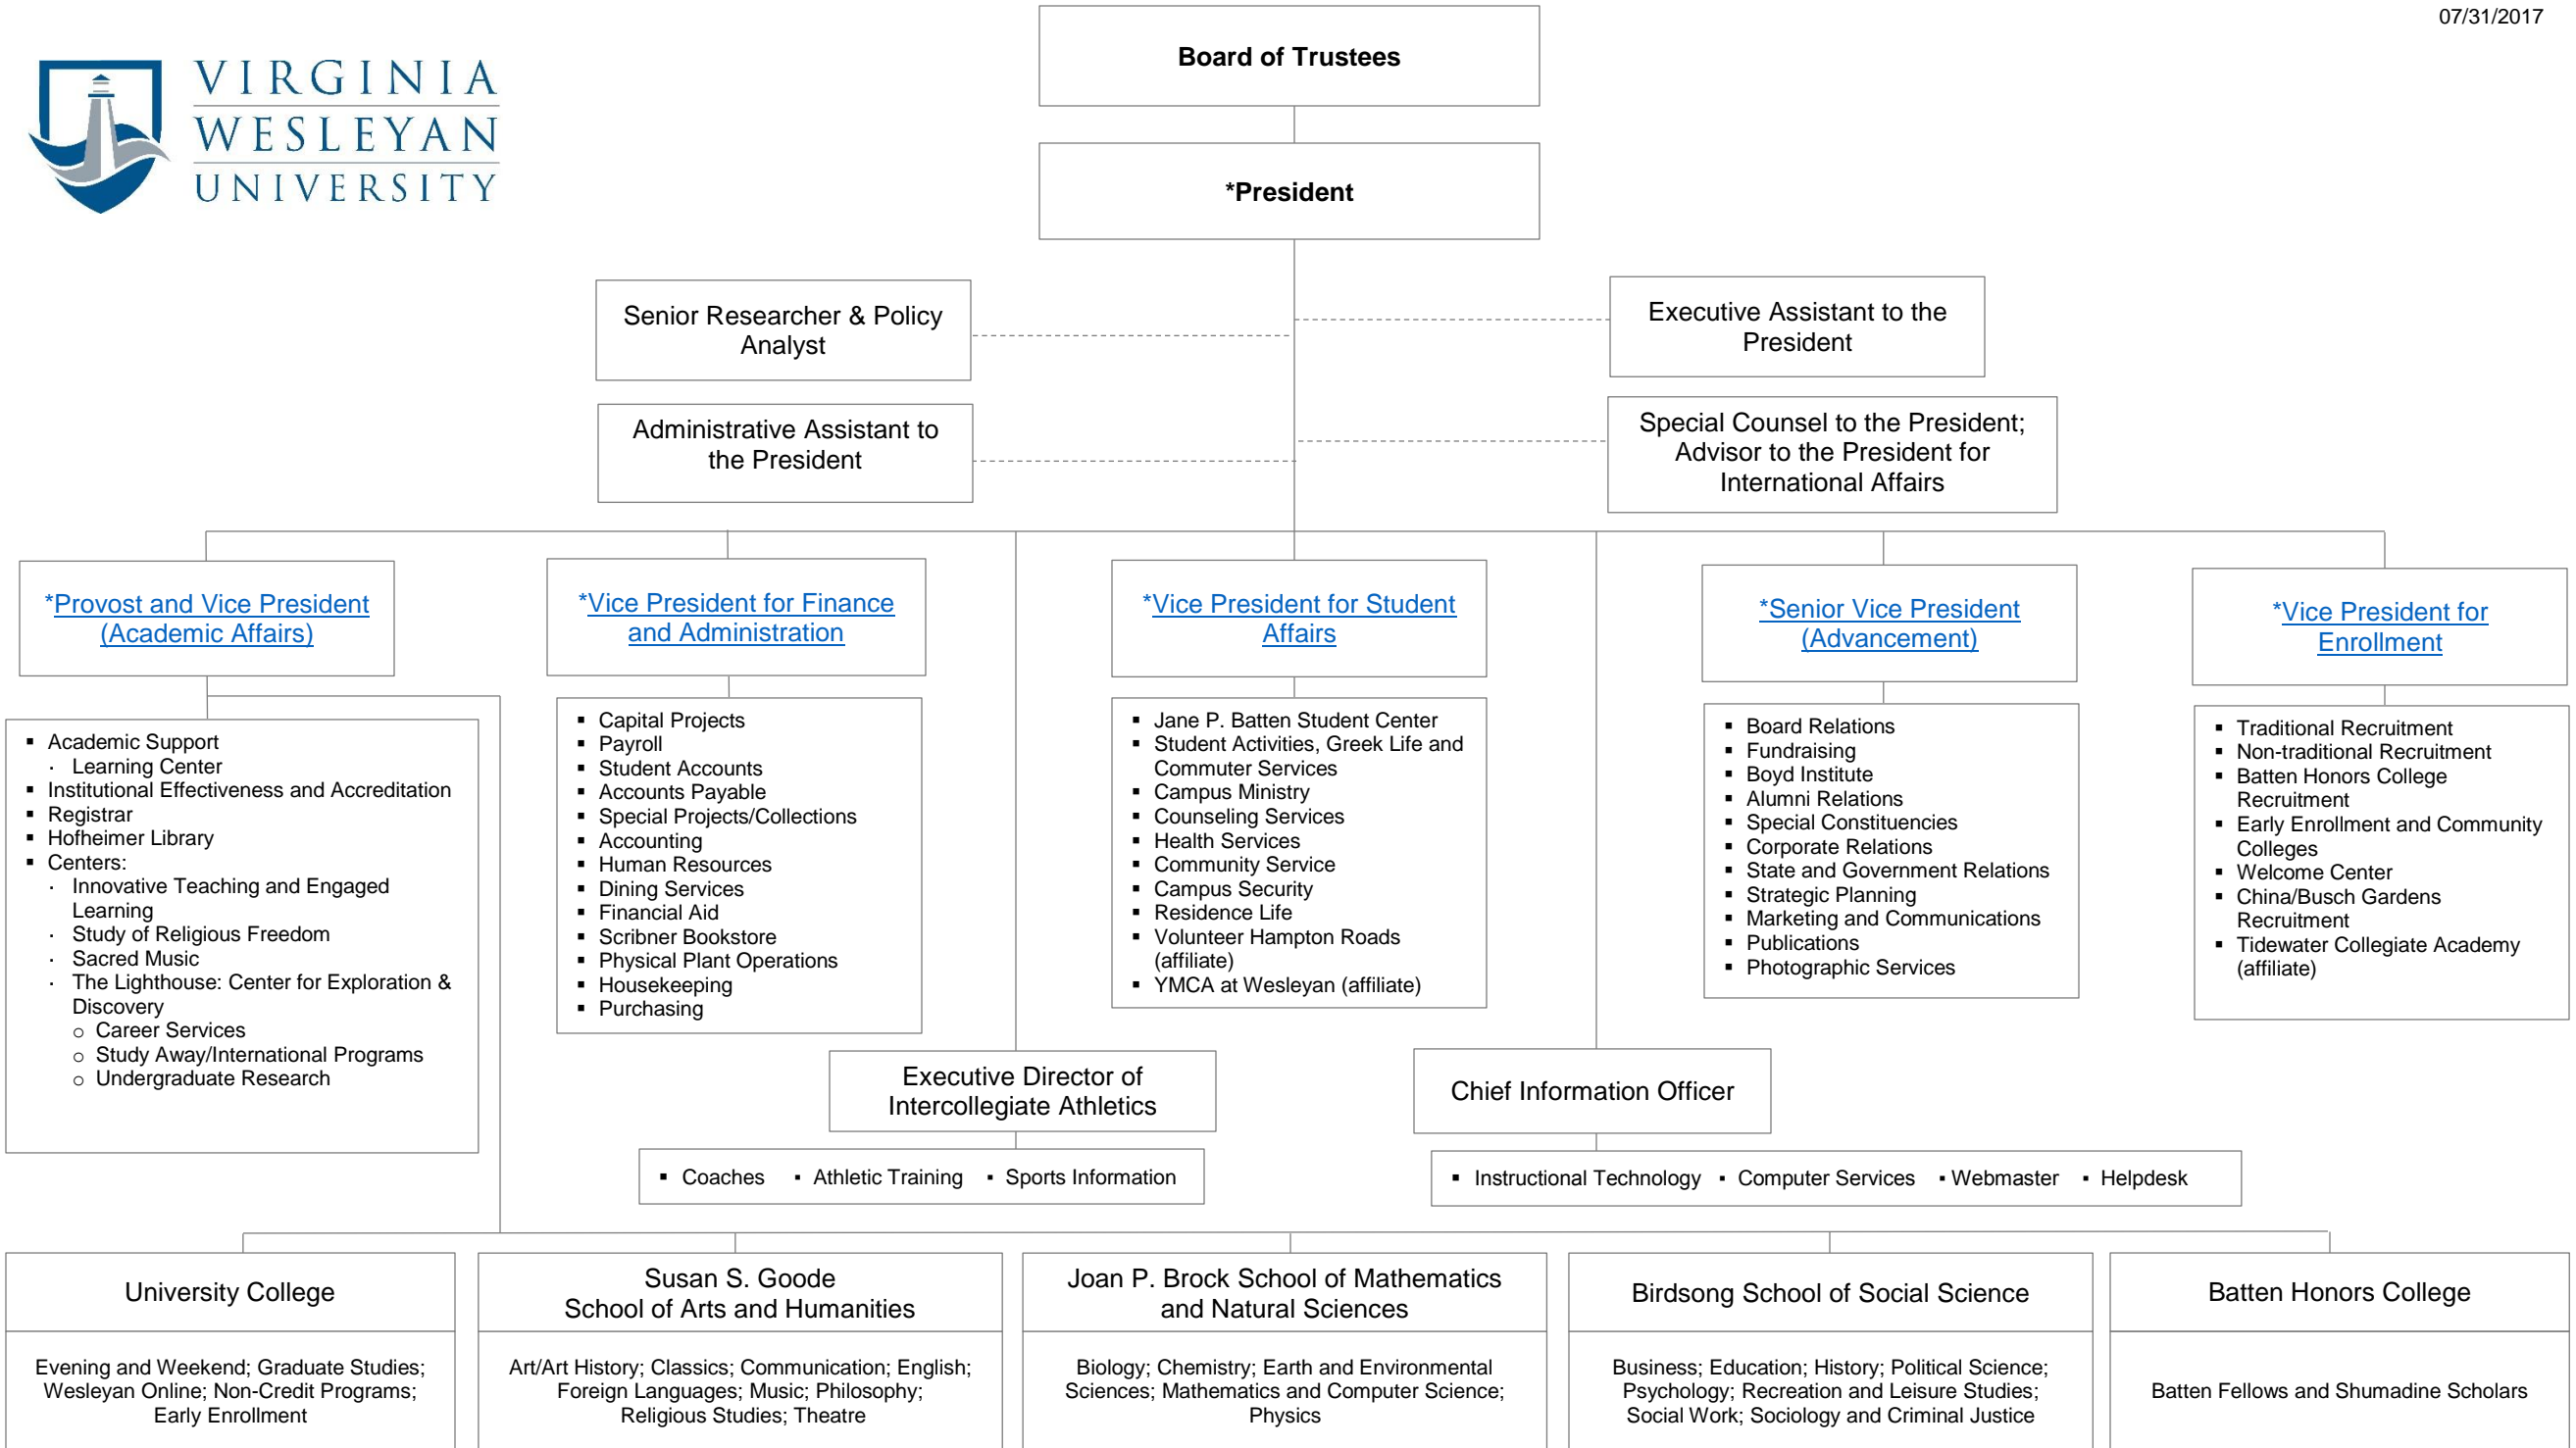 07/31/2017
VIRGINIA
WESLEYAN
UNIVERSITY
Board of Trustees
*President
Senior Researcher & Policy
Analyst
Executive Assistant to the
President
Administrative Assistant to
the President
Special Counsel to the President;
Advisor to the President for
International Affairs
*Provost and Vice President
(Academic Affairs)
*Vice President for Finance
and Administration
*Vice President for Student
Affairs
*Senior Vice President
(Advancement)
*Vice President for
Enrollment
▪ Academic Support
· Learning Center
▪ Institutional Effectiveness and Accreditation
▪ Registrar
▪ Hofheimer Library
▪ Centers:
· Innovative Teaching and Engaged
Learning
· Study of Religious Freedom
· Sacred Music
· The Lighthouse: Center for Exploration &
Discovery
o Career Services
o Study Away/International Programs
o Undergraduate Research
▪ Capital Projects
▪ Payroll
▪ Student Accounts
▪ Accounts Payable
▪ Special Projects/Collections
▪ Accounting
▪ Human Resources
▪ Dining Services
▪ Financial Aid
▪ Scribner Bookstore
▪ Physical Plant Operations
▪ Housekeeping
▪ Purchasing
▪ Jane P. Batten Student Center
▪ Student Activities, Greek Life and
Commuter Services
▪ Campus Ministry
▪ Counseling Services
▪ Health Services
▪ Community Service
▪ Campus Security
▪ Residence Life
▪ Volunteer Hampton Roads
(affiliate)
▪ YMCA at Wesleyan (affiliate)
▪ Board Relations
▪ Fundraising
▪ Boyd Institute
▪ Alumni Relations
▪ Special Constituencies
▪ Corporate Relations
▪ State and Government Relations
▪ Strategic Planning
▪ Marketing and Communications
▪ Publications
▪ Photographic Services
▪ Traditional Recruitment
▪ Non-traditional Recruitment
▪ Batten Honors College
Recruitment
▪ Early Enrollment and Community
Colleges
▪ Welcome Center
▪ China/Busch Gardens
Recruitment
▪ Tidewater Collegiate Academy
(affiliate)
Executive Director of
Intercollegiate Athletics
▪ Coaches ▪ Athletic Training ▪ Sports Information
Chief Information Officer
▪ Instructional Technology ▪ Computer Services ▪ Webmaster ▪ Helpdesk
University College
Evening and Weekend; Graduate Studies;
Wesleyan Online; Non-Credit Programs;
Early Enrollment
Susan S. Goode
School of Arts and Humanities
Art/Art History; Classics; Communication; English;
Foreign Languages; Music; Philosophy;
Religious Studies; Theatre
Joan P. Brock School of Mathematics
and Natural Sciences
Biology; Chemistry; Earth and Environmental
Sciences; Mathematics and Computer Science;
Physics
Birdsong School of Social Science
Business; Education; History; Political Science;
Psychology; Recreation and Leisure Studies;
Social Work; Sociology and Criminal Justice
Batten Honors College
Batten Fellows and Shumadine Scholars